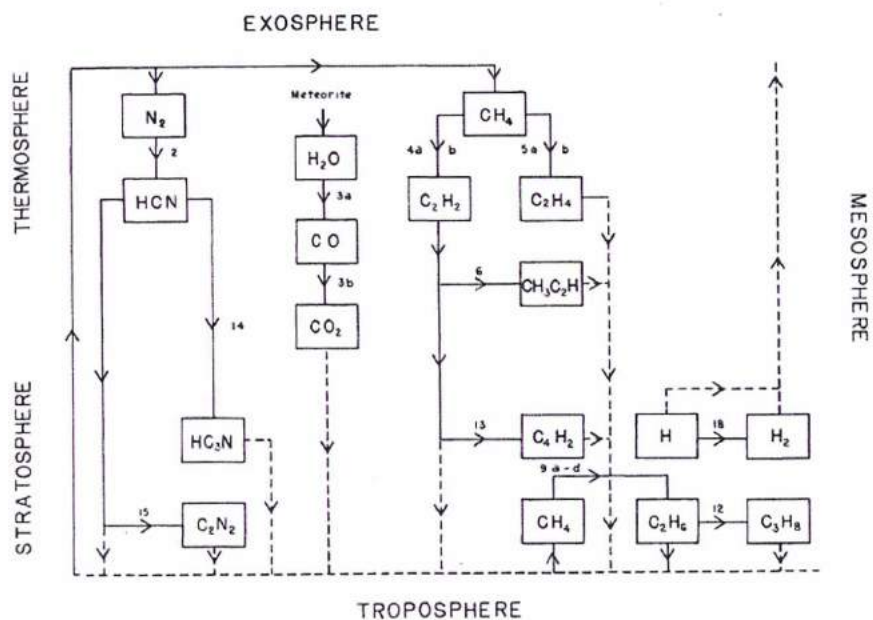 EXOSPHERE
THERMOSPHERE
STRATOSPHERE
MESOSPHERE
TROPOSPHERE
N₂
2
HCN
14
HC₃N
15
C₂N₂
Meteorite
H₂O
3a
CO
3b
CO₂
CH₄
4a b
5a b
C₂H₂
C₂H₄
6
CH₃C₂H
13
C₄H₂
9 a-d
CH₄
C₂H₆
12
C₃H₈
H
18
H₂